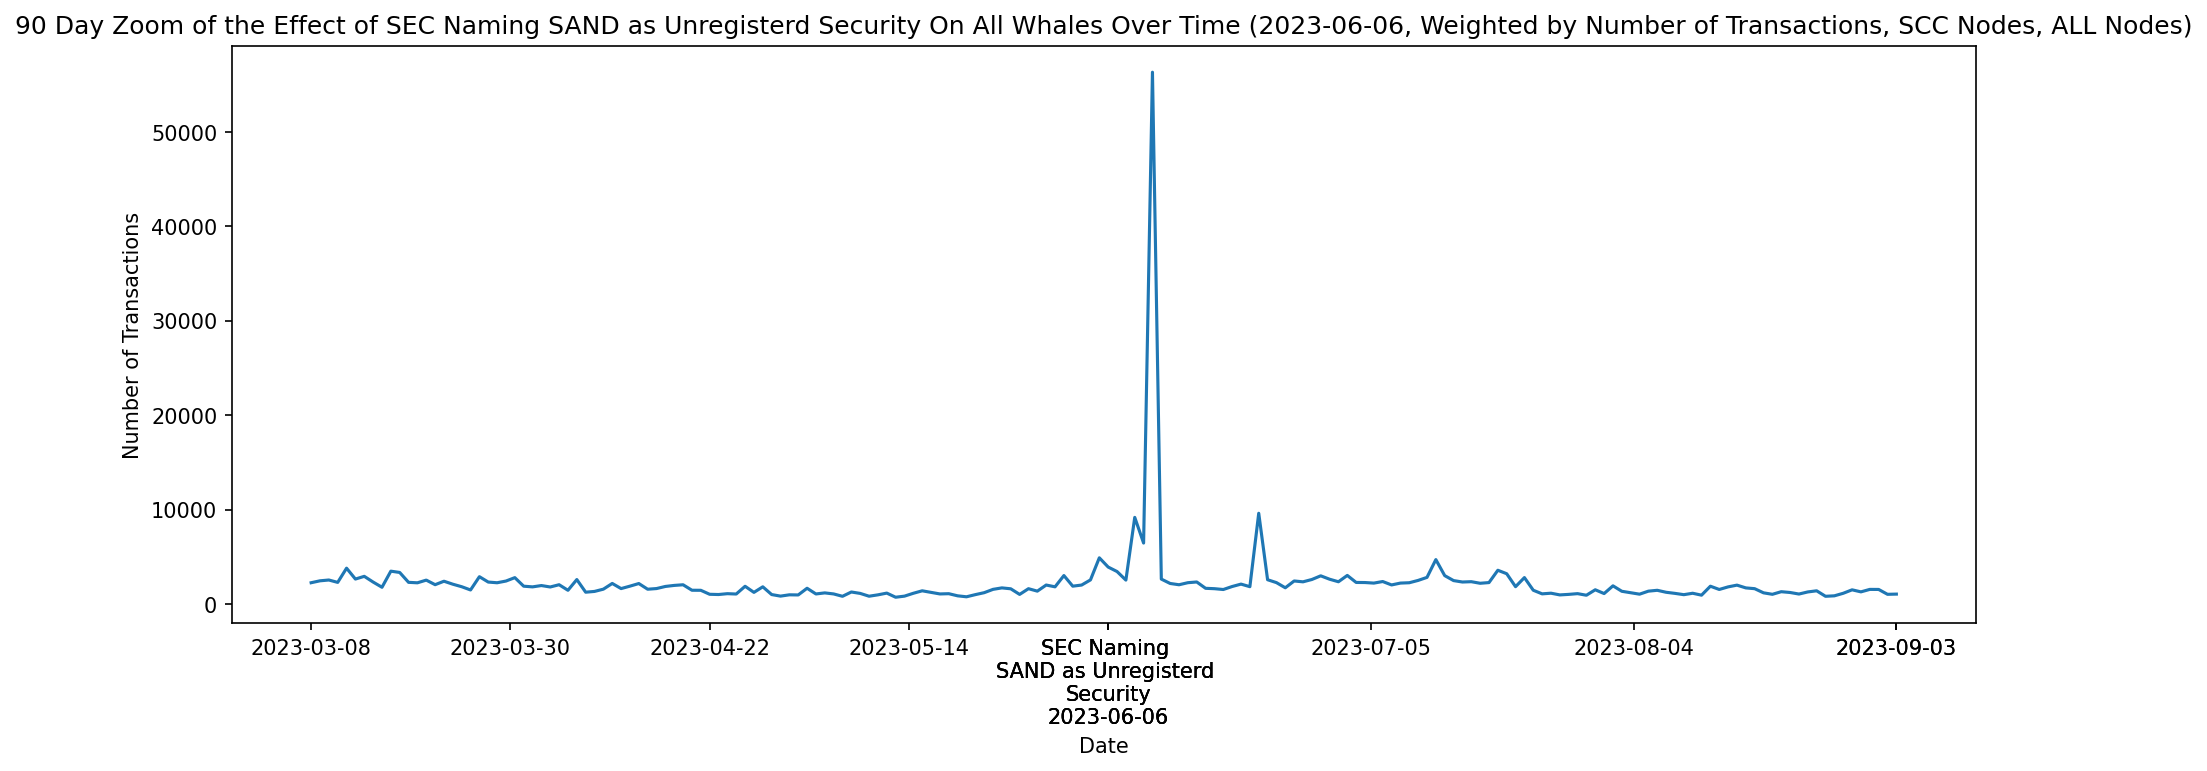 90 Day Zoom of the Effect of SEC Naming SAND as Unregisterd Security On All Whales Over Time (2023-06-06, Weighted by Number of Transactions, SCC Nodes, ALL Nodes)
Number of Transactions
50000
40000
30000
20000
10000
0
2023-03-08
2023-03-30
2023-04-22
2023-05-14
SEC Naming
SAND as Unregisterd
Security
2023-06-06
2023-07-05
2023-08-04
2023-09-03
Date